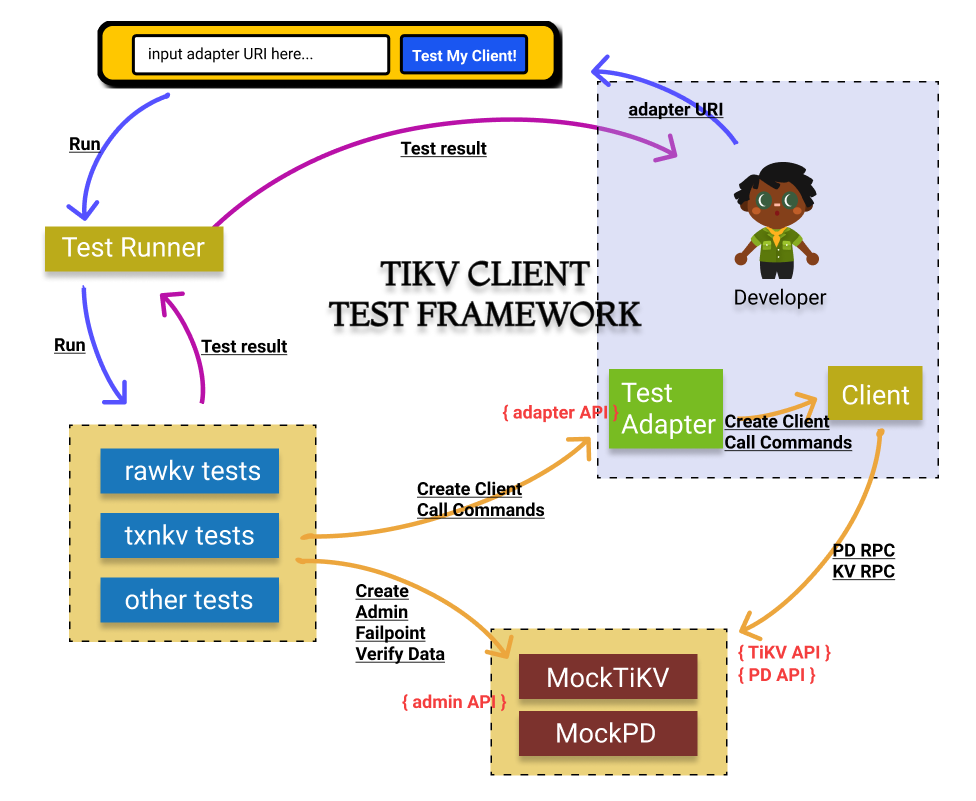 input adapter URI here...
Test My Client!
adapter URI
Run
Test result
Test Runner
TIKV CLIENT
TEST FRAMEWORK
Developer
Run
Test result
Test
Adapter
Client
{ adapter API }
Create Client
Call Commands
rawkv tests
txnkv tests
other tests
Create Client
Call Commands
PD RPC
KV RPC
Create
Admin
Failpoint
Verify Data
{ TiKV API }
{ PD API }
{ admin API }
MockTiKV
MockPD